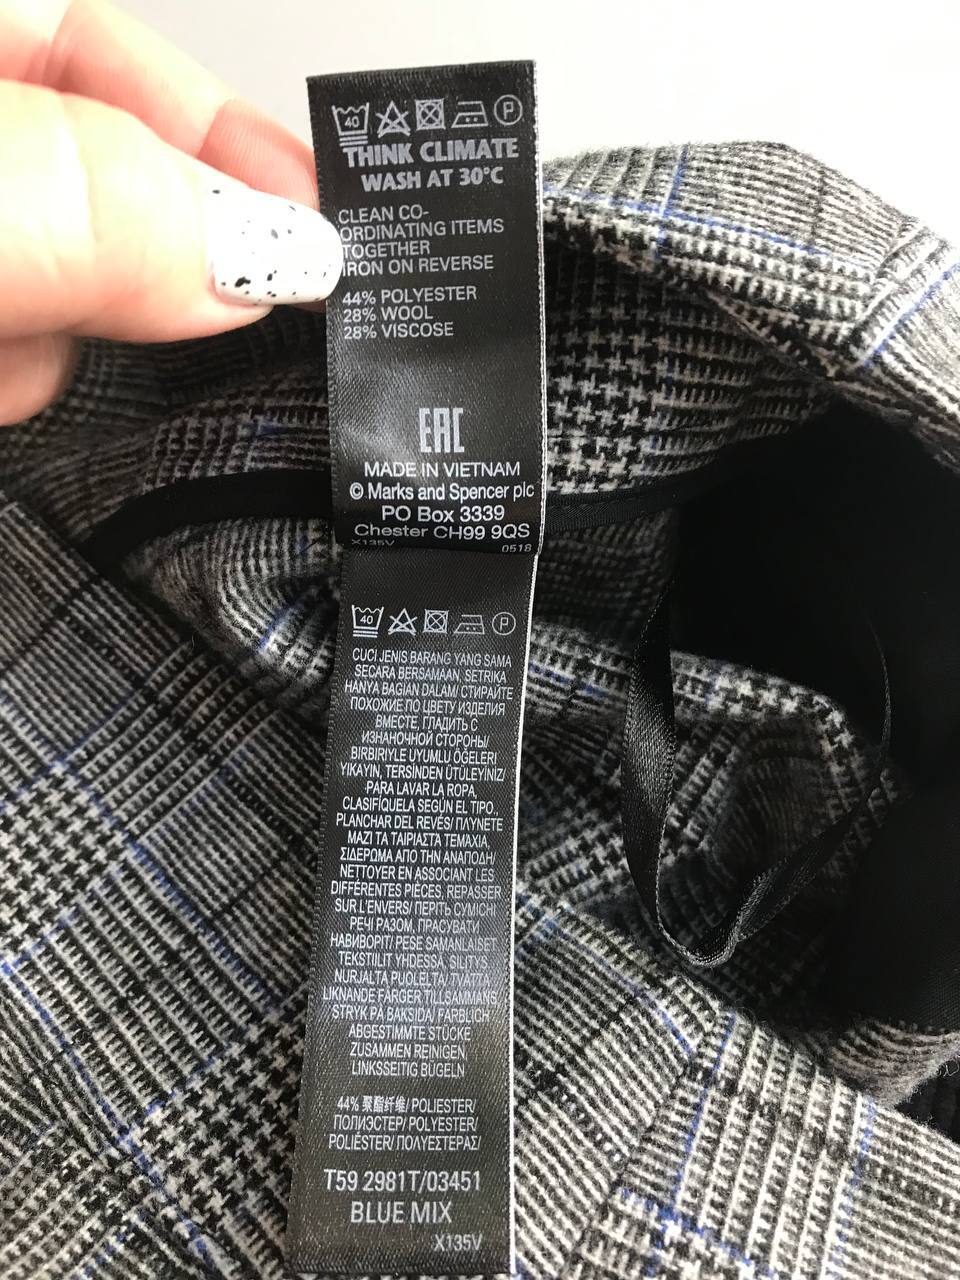 40 P
THINK CLIMATE
WASH AT 30°C
CLEAN CO-
ORDINATING ITEMS
TOGETHER
IRON ON REVERSE
44% POLYESTER
28% WOOL
28% VISCOSE
EAC
MADE IN VIETNAM
© Marks and Spencer plc
PO Box 3339
Chester CH99 9QS
X135V 0518
40 P
CUCI JENIS BARANG YANG SAMA
SECARA BERSAMAAN, SETRIKA
HANYA BAGIAN DALAM/ СТИРАЙТЕ
ПОХОЖИЕ ПО ЦВЕТУ ИЗДЕЛИЯ
ВМЕСТЕ, ГЛАДИТЬ С
ИЗНАНОЧНОЙ СТОРОНЫ/
BIRBIRIYLE UYUMLU ÖĞELERI
YIKAYIN, TERSINDEN ÜTÜLEYINIZ/
PARA LAVAR LA ROPA,
CLASIFÍQUELA SEGÚN EL TIPO,
PLANCHAR DEL REVÉS/ ΠΛΥΝΕΤΕ
ΜΑΖΙ ΤΑ ΤΑΙΡΙΑΣΤΑ ΤΕΜΑΧΙΑ,
ΣΙΔΕΡΩΜΑ ΑΠΟ ΤΗΝ ΑΝΑΠΟΔΗ/
NETTOYER EN ASSOCIANT LES
DIFFÉRENTES PIÈCES, REPASSER
SUR L'ENVERS/ ПЕРІТЬ СУМІСНІ
РЕЧІ РАЗОМ, ПРАСУВАТИ
НАВИВОРІТ/ PESE SAMANLAISET
TEKSTIILIT YHDESSÄ, SILITYS
NURJALTA PUOLELTA/ TVÄTTA
LIKNANDE FÄRGER TILLSAMMANS
STRYK PÅ BAKSIDA/ FARBLICH
ABGESTIMMTE STÜCKE
ZUSAMMEN REINIGEN,
LINKSSEITIG BÜGELN
44% 聚酯纤维/ POLIESTER/
ПОЛИЭСТЕР/ POLYESTER/
POLIÉSTER/ ΠΟΛΥΕΣΤΕΡΑΣ/
T59 2981T/03451
BLUE MIX
X135V